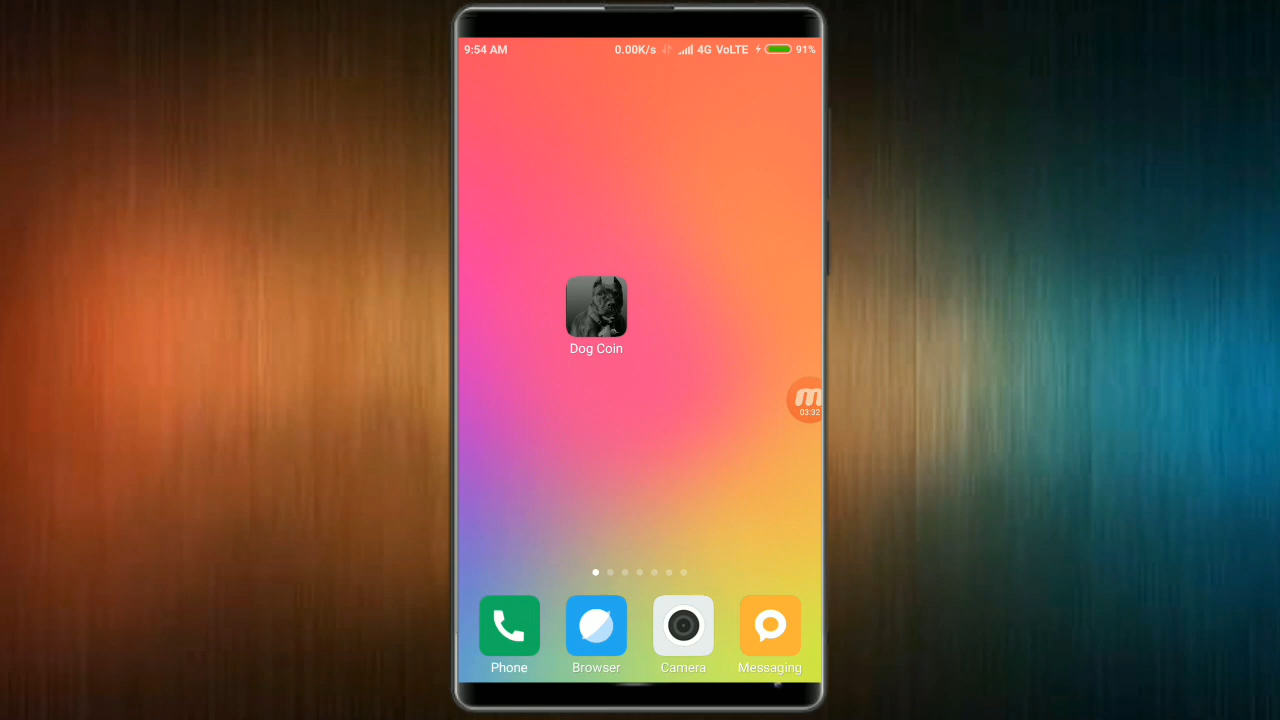 9:54 AM 0.00K/s 4G VoLTE 91%
Dog Coin
03:32
Phone Browser Camera Messaging